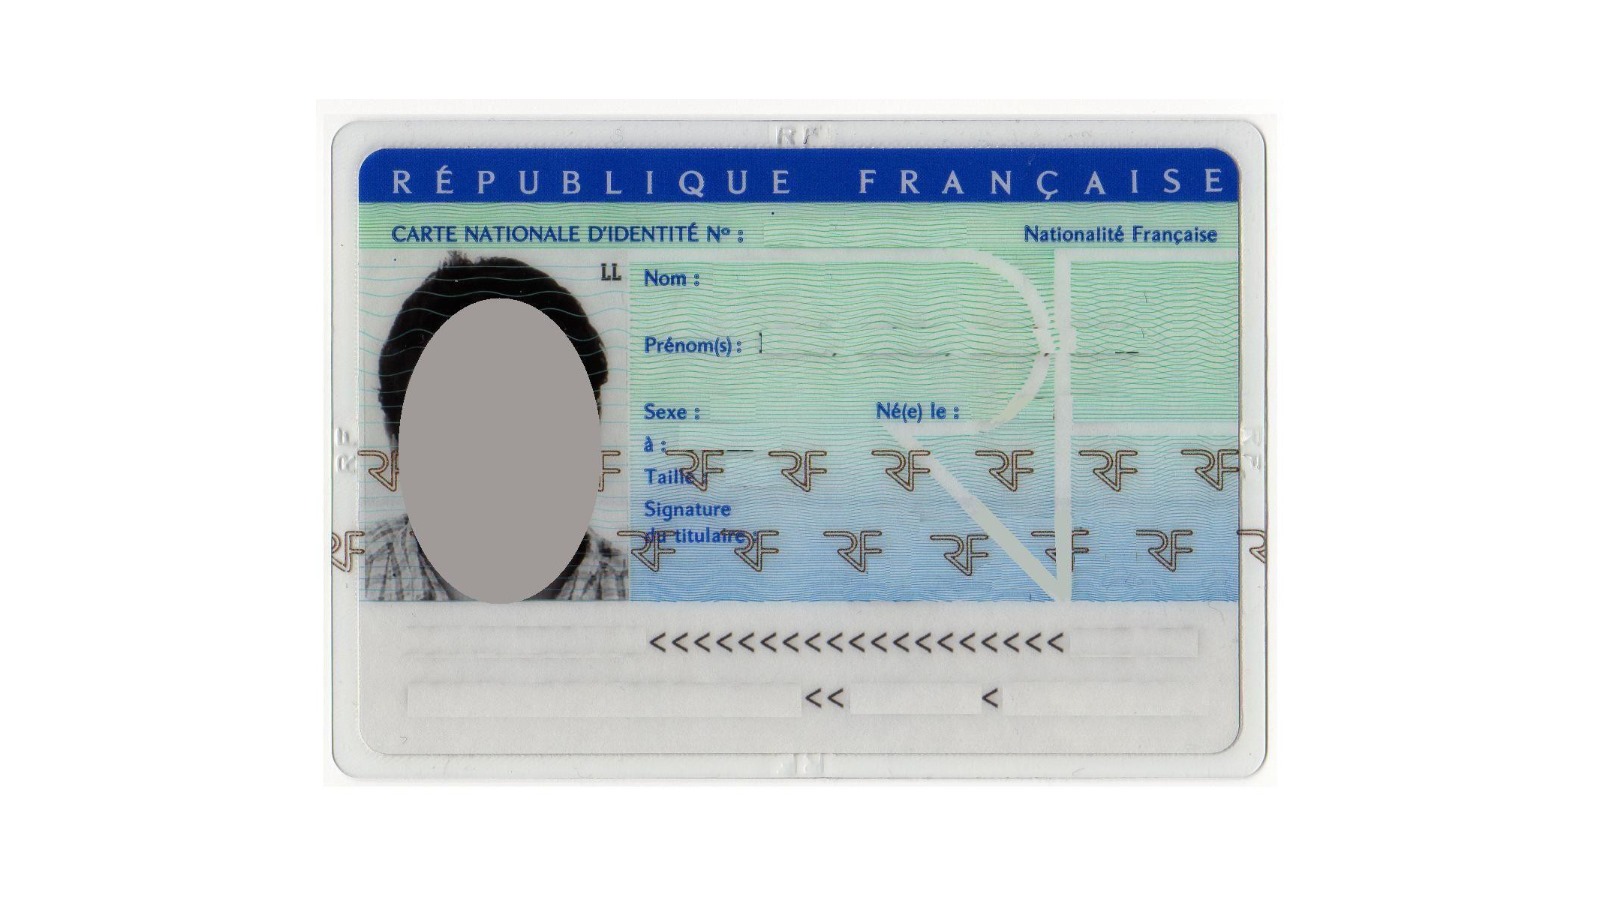 RF
RÉPUBLIQUE FRANÇAISE
CARTE NATIONALE D'IDENTITÉ Nº : Nationalité Française
LL
Nom :
Prénom(s) :
Sexe : Né(e) le :
à :
RF RF RF RF RF RF RF RF RF
Taille :
Signature
du titulaire :
RF RF RF RF RF RF RF RF
<<<<<<<<<<<<<<<<<<<
<< <